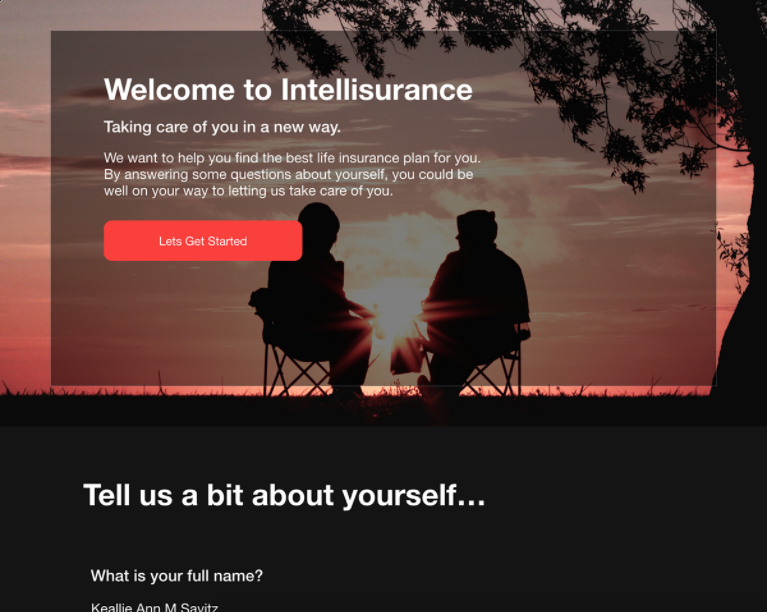 Welcome to Intellisurance
Taking care of you in a new way.
We want to help you find the best life insurance plan for you.
By answering some questions about yourself, you could be
well on your way to letting us take care of you.
Lets Get Started
Tell us a bit about yourself...
What is your full name?
Keallie Ann M Savitz